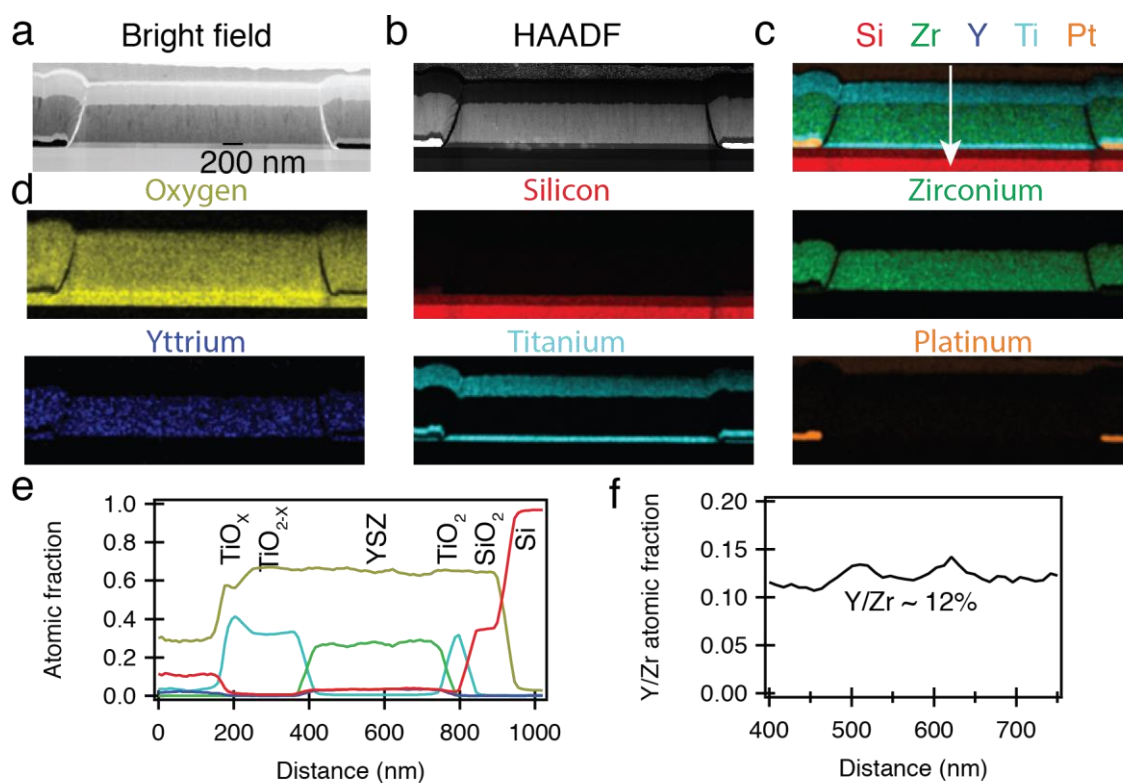 a Bright field
b HAADF
c Si Zr Y Ti Pt
200 nm
d Oxygen
Silicon
Zirconium
Yttrium
Titanium
Platinum
e
Atomic fraction
1.0
0.8
0.6
0.4
0.2
0.0
TiOX
TiO2-X
YSZ
TiO2
SiO2
Si
0 200 400 600 800 1000
Distance (nm)
f
Y/Zr atomic fraction
0.20
0.15
0.10
0.05
0.00
Y/Zr ~ 12%
400 500 600 700
Distance (nm)